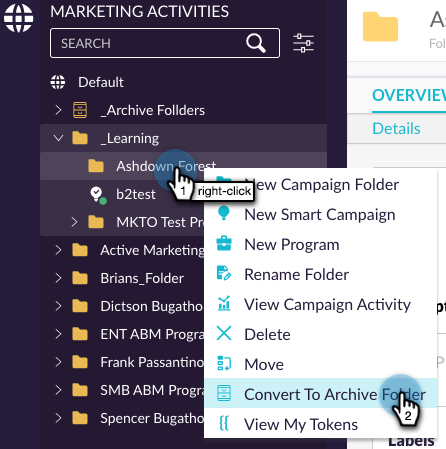 MARKETING ACTIVITIES
SEARCH
Default
_Archive Follders
_Learning
Ashdown Forest
b2test
MKTO Test Pr
Active Marketing
Brians_Folder
Dictson Bugatho
ENT ABM Progra
Frank Passantino
SMB ABM Progra
Spencer Bugatho
1
right-click
New Campaign Folder
New Smart Campaign
New Program
Rename Folder
View Campaign Activity
Delete
Move
Convert To Archive Folder
2
View My Tokens
As
Fol
OVERVIEW
Details
pt
P
Labels